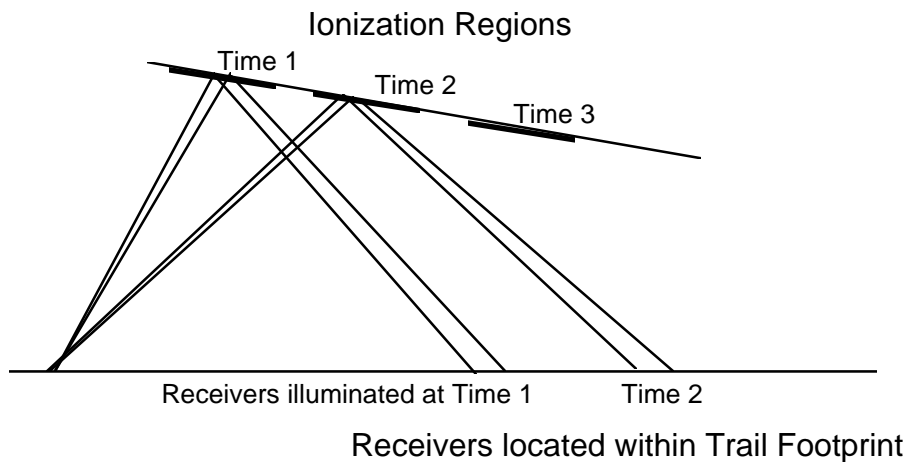 Ionization Regions
Time 1
Time 2
Time 3
Receivers illuminated at Time 1
Time 2
Receivers located within Trail Footprint